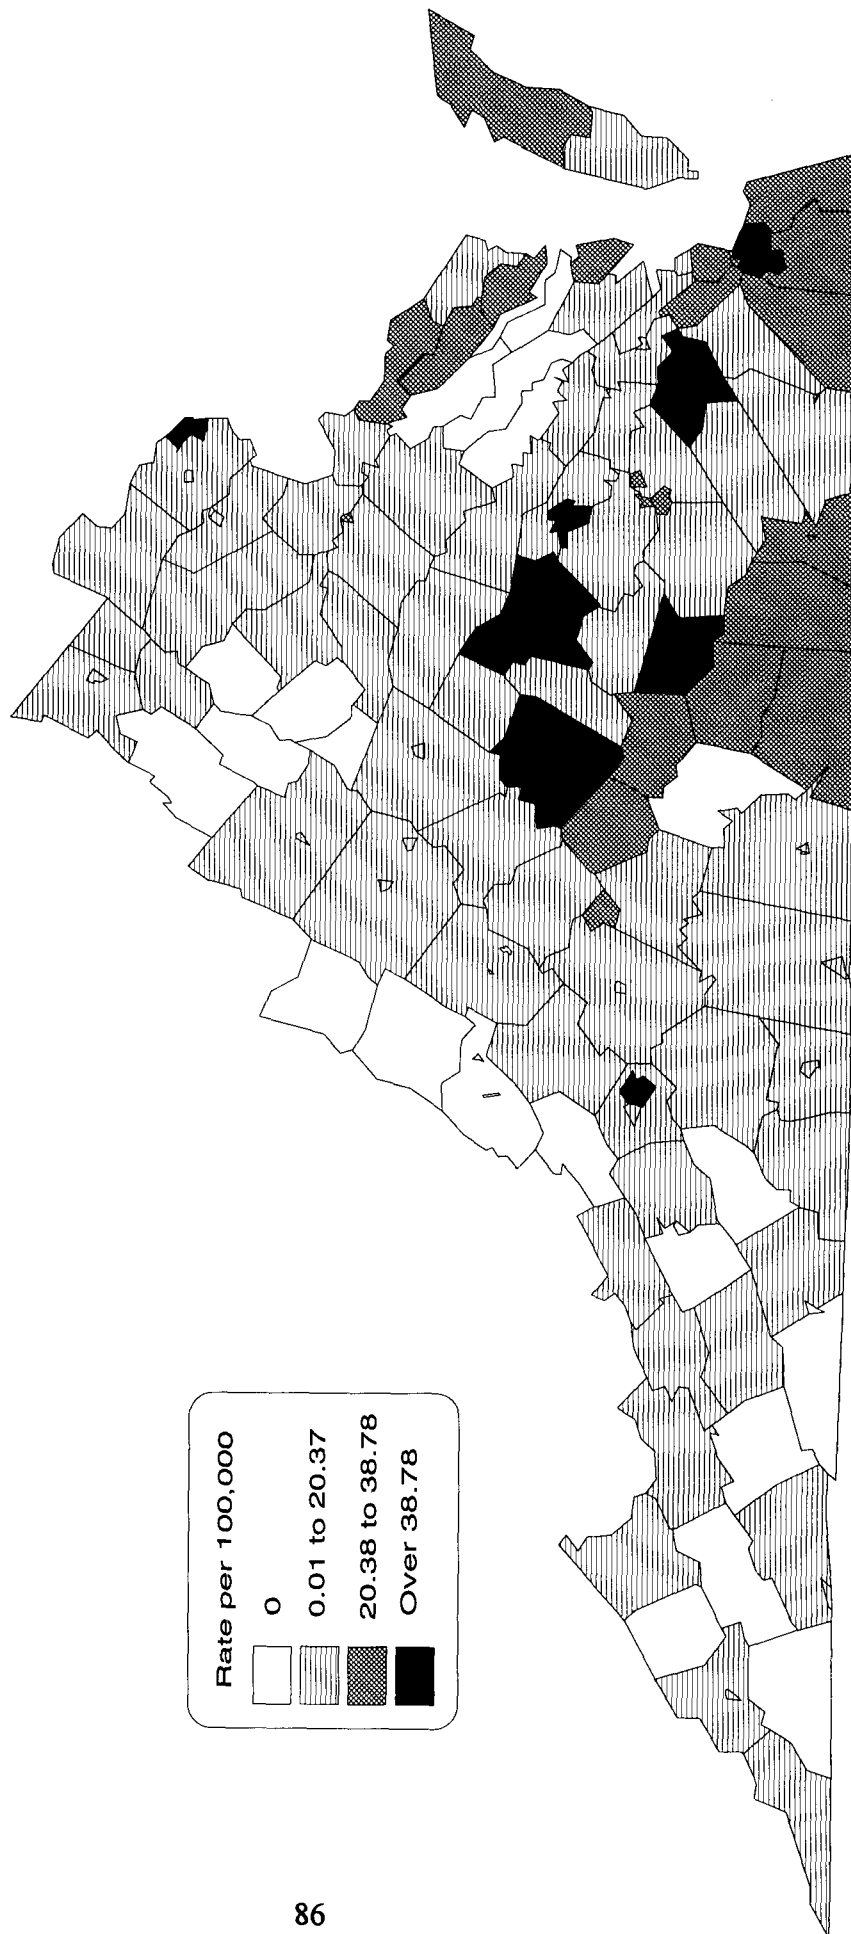 Rate per 100,000
0
0.01 to 20.37
20.38 to 38.78
Over 38.78
86